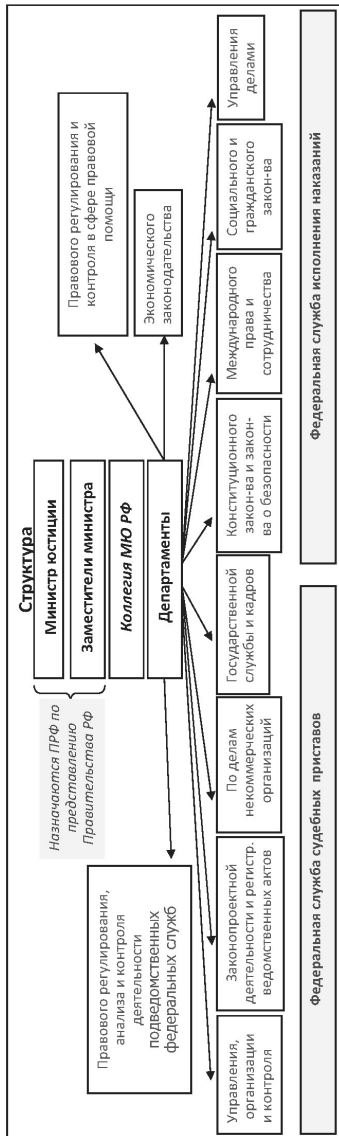 Структура
Министр юстиции
Заместители министра
Коллегия МЮ РФ
Департаменты
Назначаются ПРФ по
представлению
Правительства РФ
Правового регулирования и
контроля в сфере правовой
помощи
Экономического
законодательства
Правового регулирования,
анализа и контроля
деятельности
подведомственных
федеральных служб
Управления,
организации
и контроля
Законопроектной
деятельности и регистр.
ведомственных актов
По делам
некоммерческих
организаций
Государственной
службы и кадров
Конституционного
закон-ва и закон-
ва о безопасности
Международного
права и
сотрудничества
Социального и
гражданского
закон-ва
Управления
делами
Федеральная служба судебных приставов
Федеральная служба исполнения наказаний